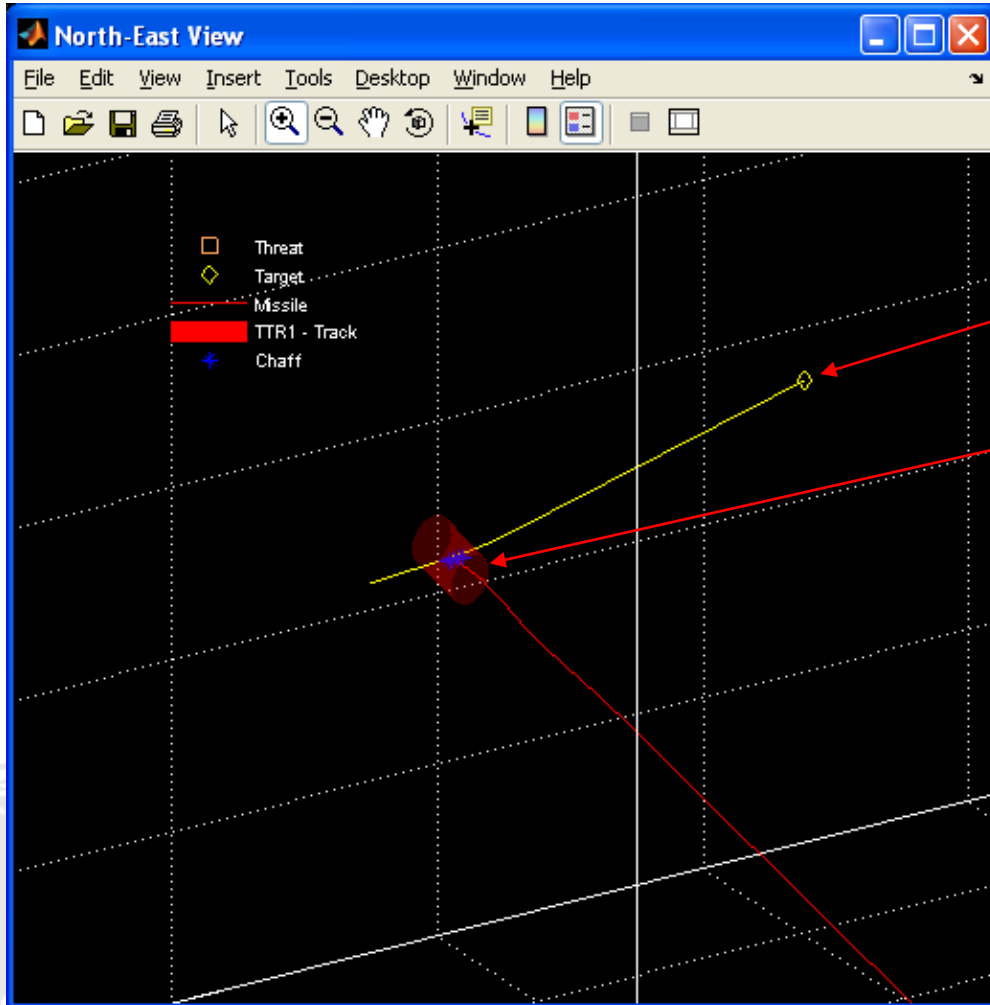 North-East View
File Edit View Insert Tools Desktop Window Help
Threat
Target
Missile
TTR1 - Track
Chaff